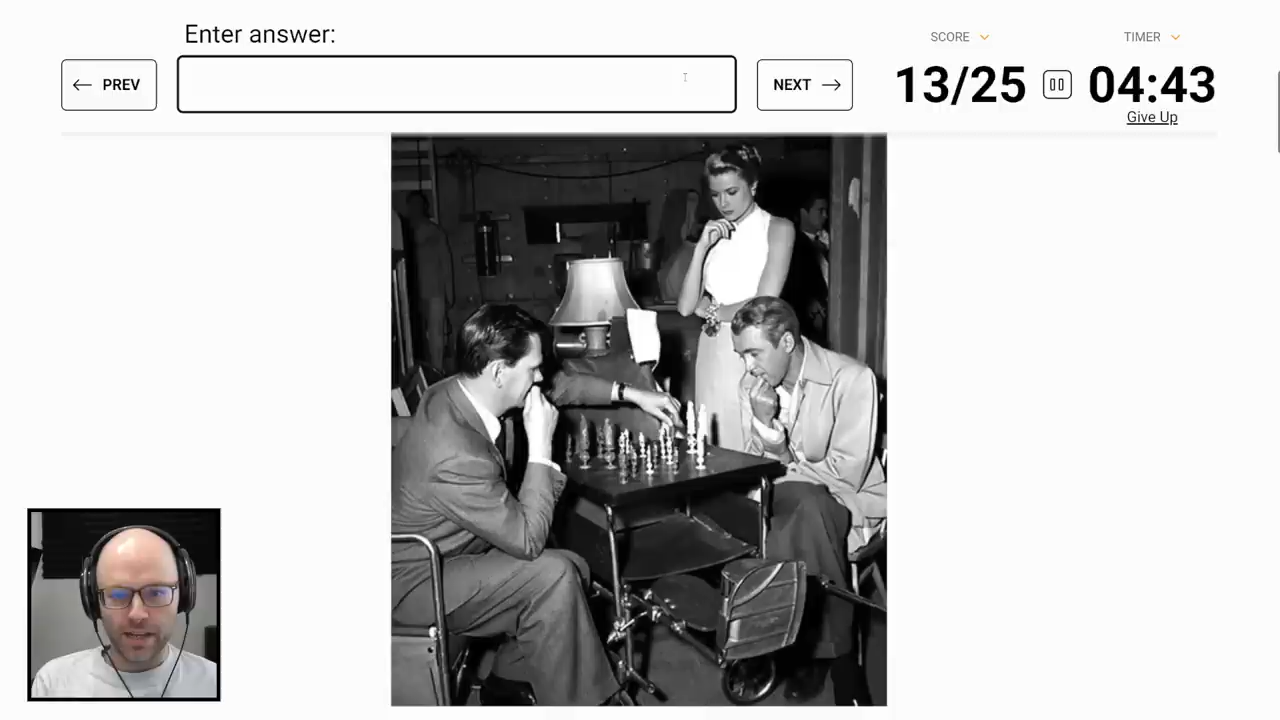 Enter answer:
← PREV
NEXT →
SCORE
13/25
TIMER
04:43
Give Up